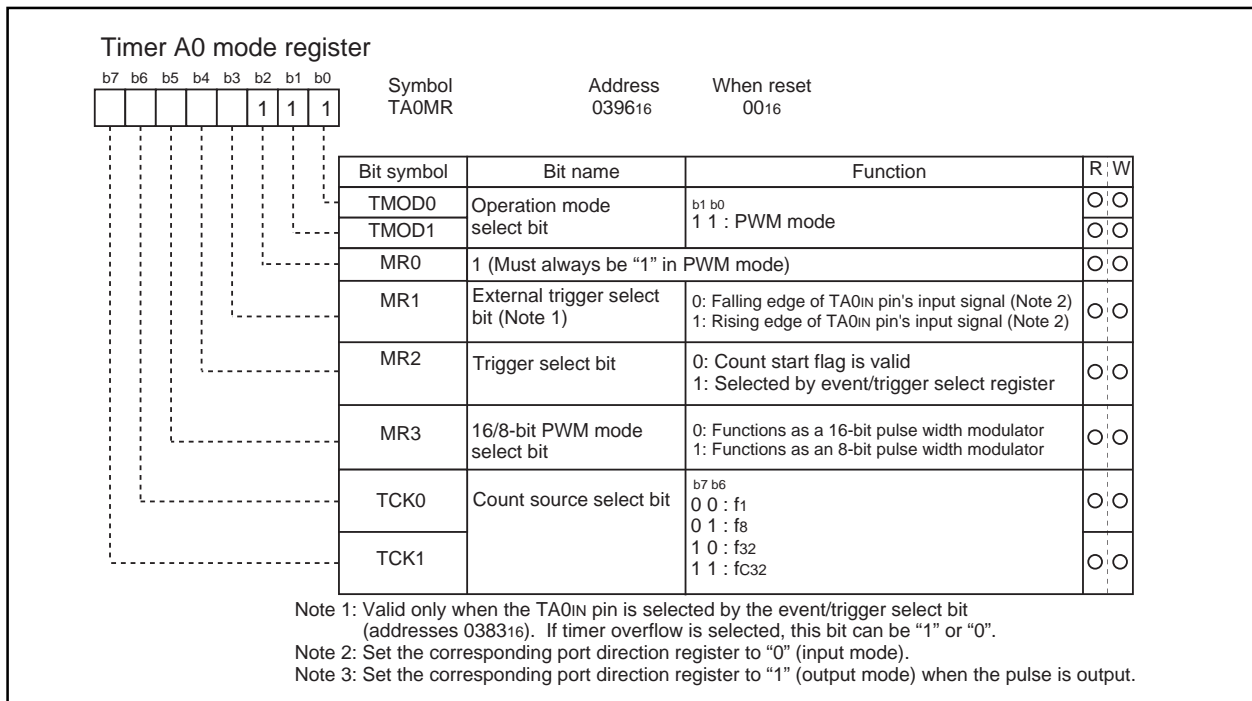 Timer A0 mode register
b7 b6 b5 b4 b3 b2 b1 b0
1 1 1
Symbol Address When reset
TA0MR 039616 0016
Bit symbol Bit name Function R W
TMOD0 Operation mode select bit b1 b0
TMOD1 1 1 : PWM mode
MR0 1 (Must always be “1” in PWM mode)
MR1 External trigger select bit (Note 1) 0: Falling edge of TA0IN pin's input signal (Note 2)
1: Rising edge of TA0IN pin's input signal (Note 2)
MR2 Trigger select bit 0: Count start flag is valid
1: Selected by event/trigger select register
MR3 16/8-bit PWM mode select bit 0: Functions as a 16-bit pulse width modulator
1: Functions as an 8-bit pulse width modulator
TCK0 Count source select bit b7 b6
0 0 : f1
0 1 : f8
1 0 : f32
TCK1 1 1 : fC32
Note 1: Valid only when the TA0IN pin is selected by the event/trigger select bit
(addresses 038316). If timer overflow is selected, this bit can be “1” or “0”.
Note 2: Set the corresponding port direction register to “0” (input mode).
Note 3: Set the corresponding port direction register to “1” (output mode) when the pulse is output.